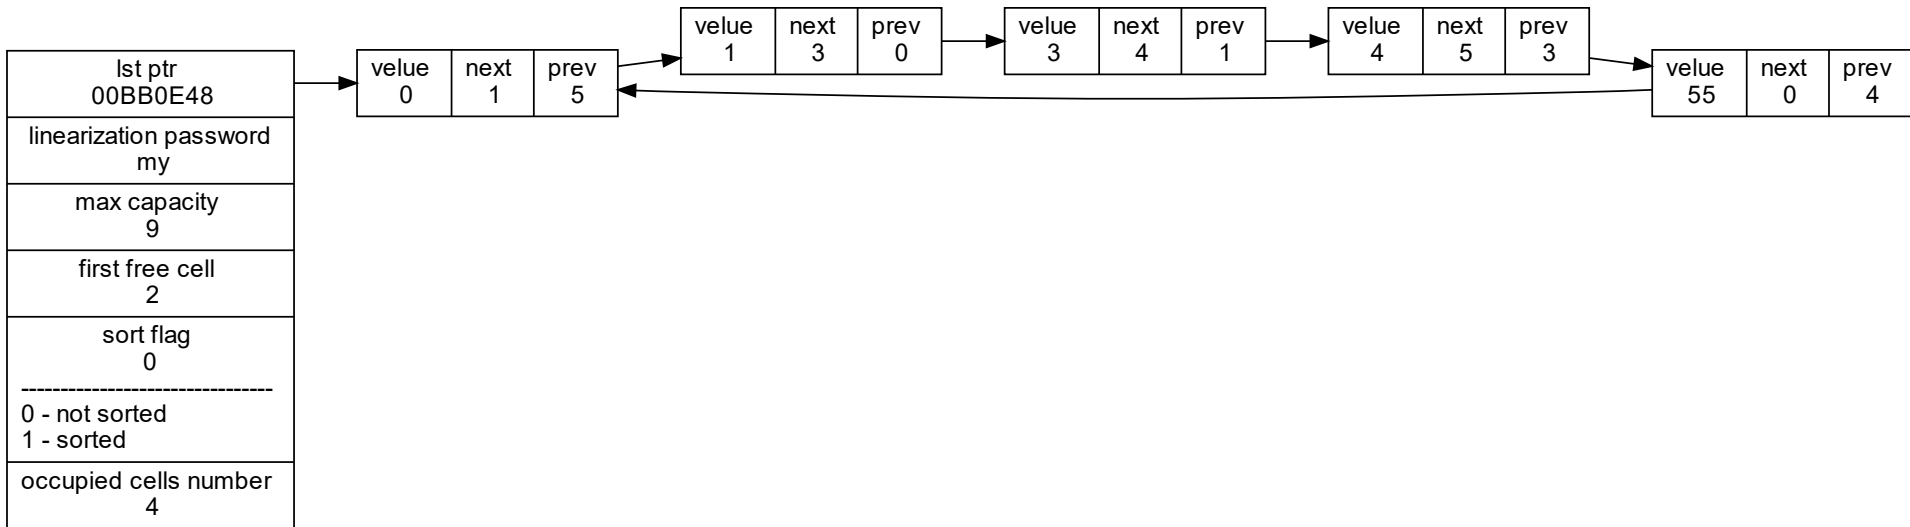 lst ptr
00BB0E48
linearization password
my
max capacity
9
first free cell
2
sort flag
0
--------------------------------
0 - not sorted
1 - sorted
occupied cells number
4
velue next prev
0 1 5
velue next prev
1 3 0
velue next prev
3 4 1
velue next prev
4 5 3
velue next prev
55 0 4